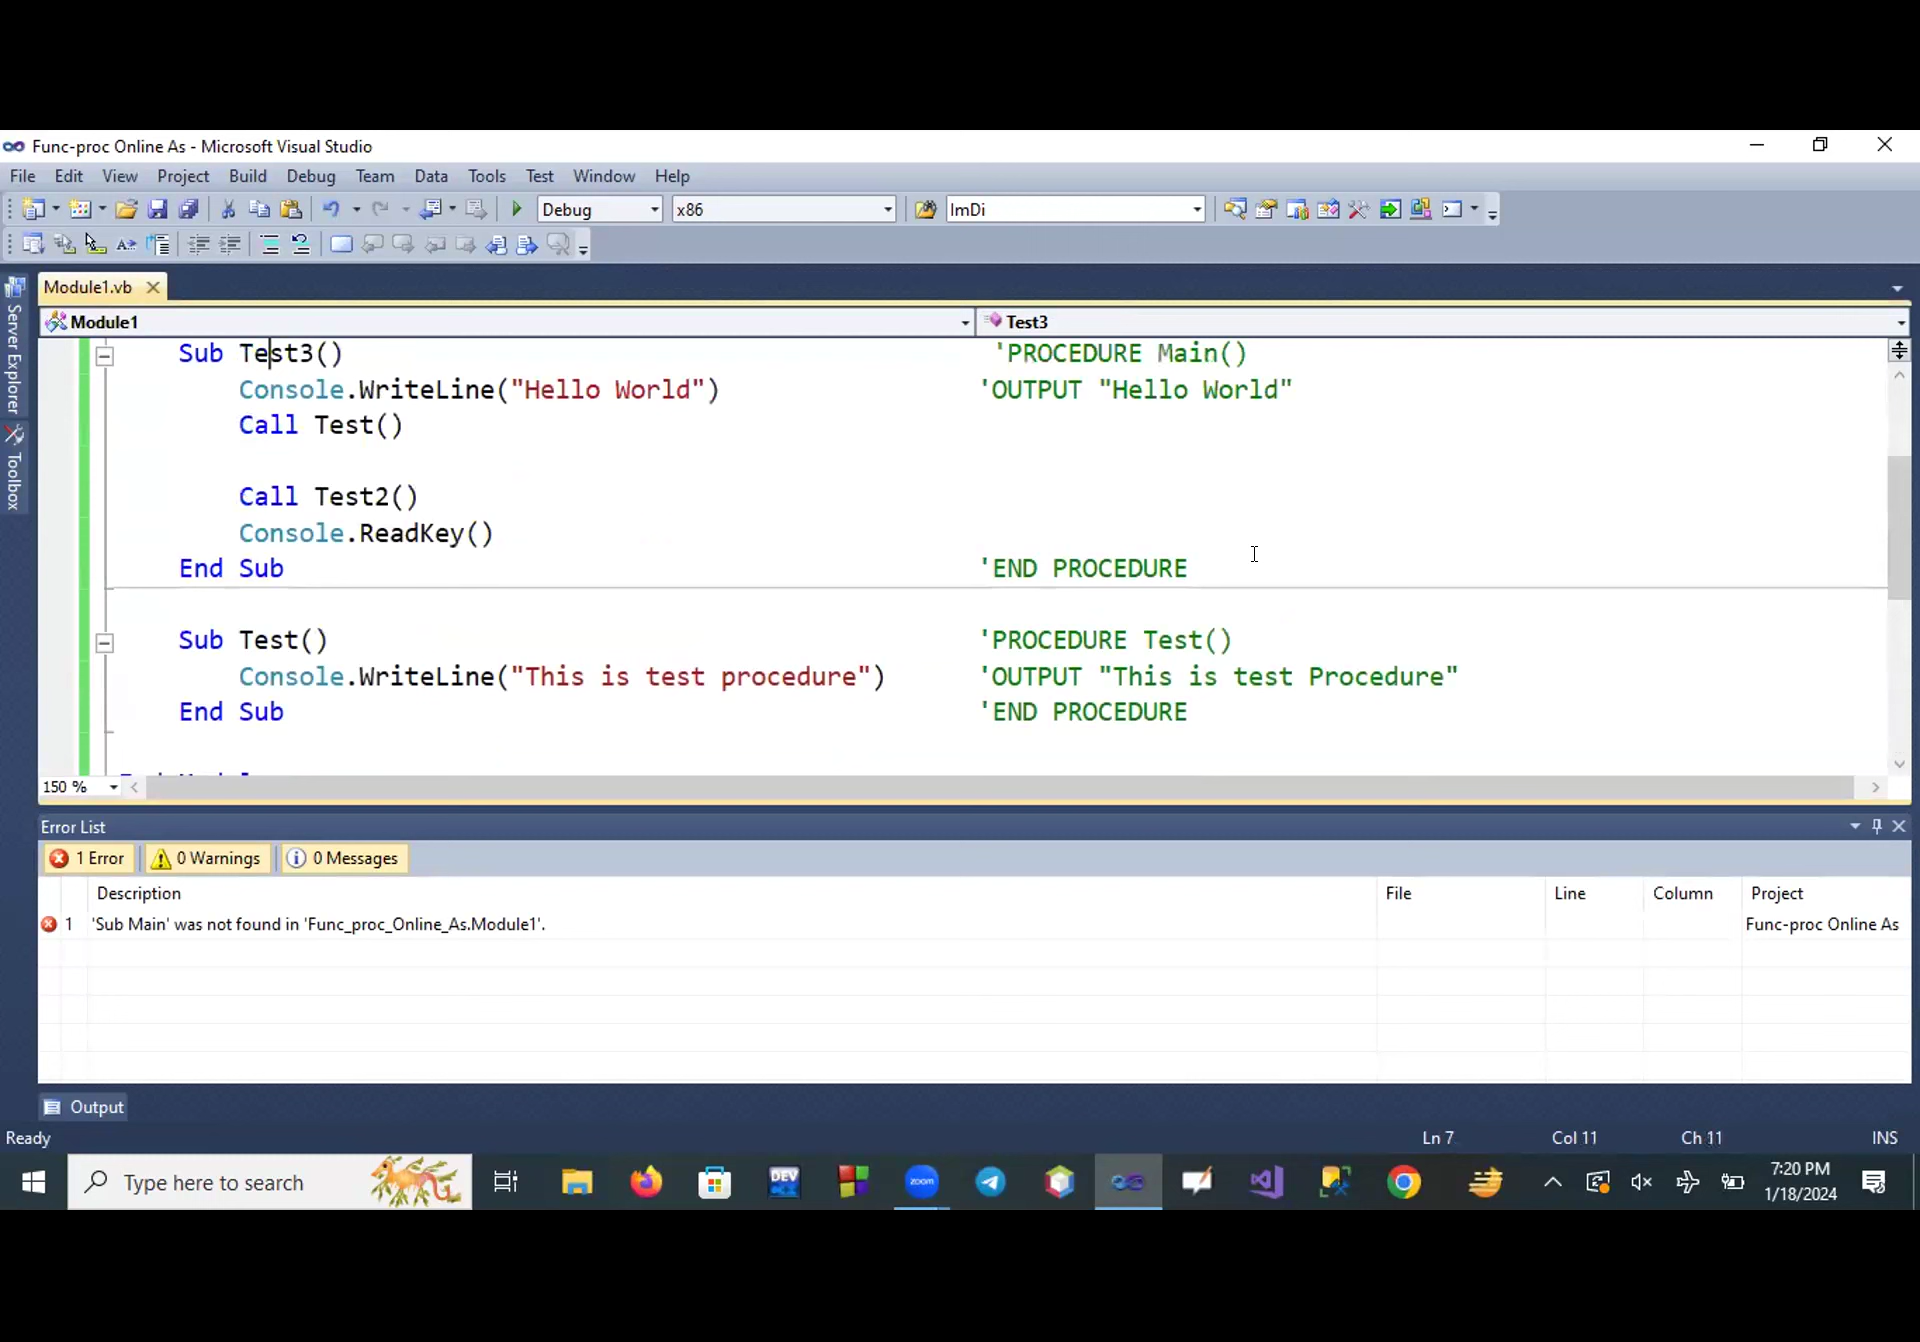 Func-proc Online As - Microsoft Visual Studio
File Edit View Project Build Debug Team Data Tools Test Window Help
Debug x86 ImDi
Module1.vb
Server Explorer
Toolbox
Module1 Test3
Sub Test3() 'PROCEDURE Main()
Console.WriteLine("Hello World") 'OUTPUT "Hello World"
Call Test()
Call Test2()
Console.ReadKey()
End Sub 'END PROCEDURE
Sub Test() 'PROCEDURE Test()
Console.WriteLine("This is test procedure") 'OUTPUT "This is test Procedure"
End Sub 'END PROCEDURE
150 %
Error List
1 Error 0 Warnings 0 Messages
Description File Line Column Project
1 'Sub Main' was not found in 'Func_proc_Online_As.Module1'. Func-proc Online As
Output
Ready Ln 7 Col 11 Ch 11 INS
Type here to search DEV zoom 7:20 PM
1/18/2024